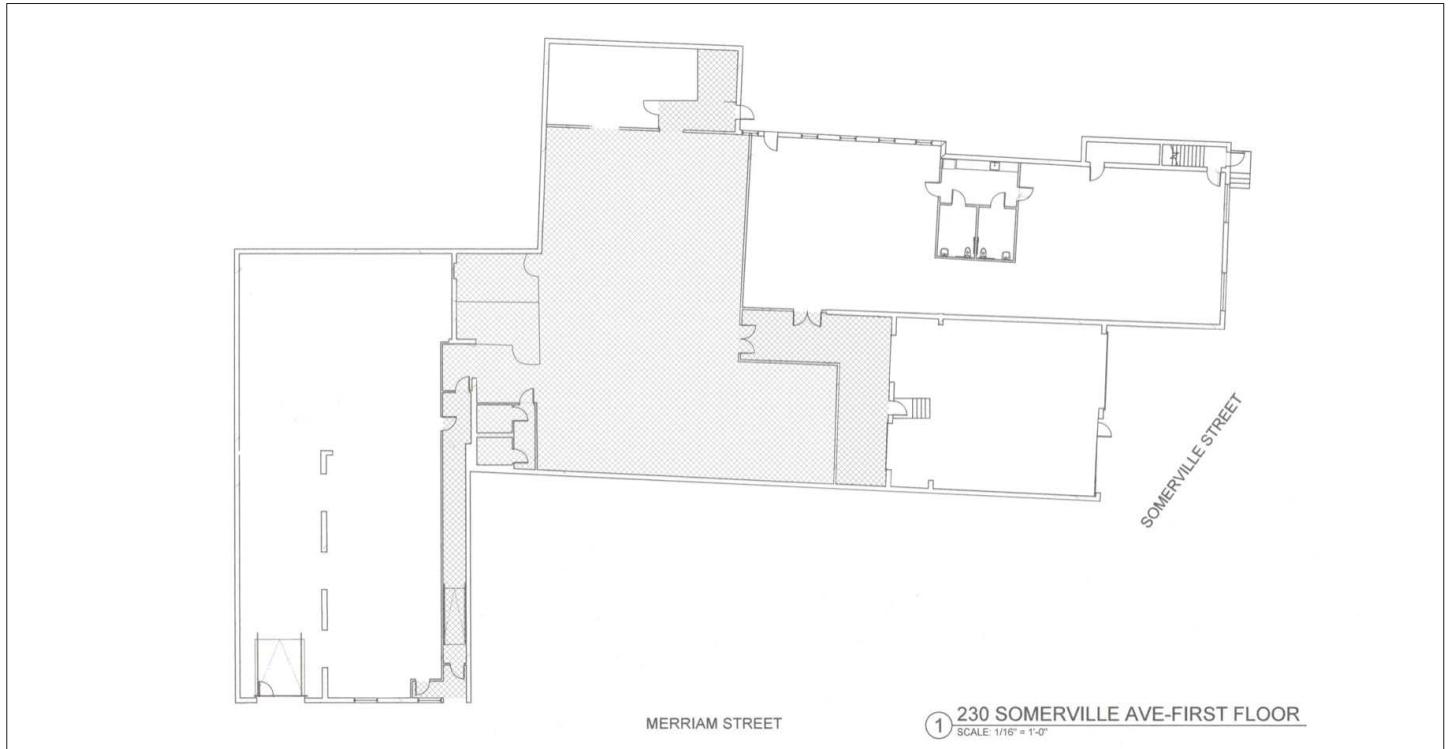 SOMERVILLE STREET
MERRIAM STREET
1
230 SOMERVILLE AVE-FIRST FLOOR
SCALE: 1/16" = 1'-0"